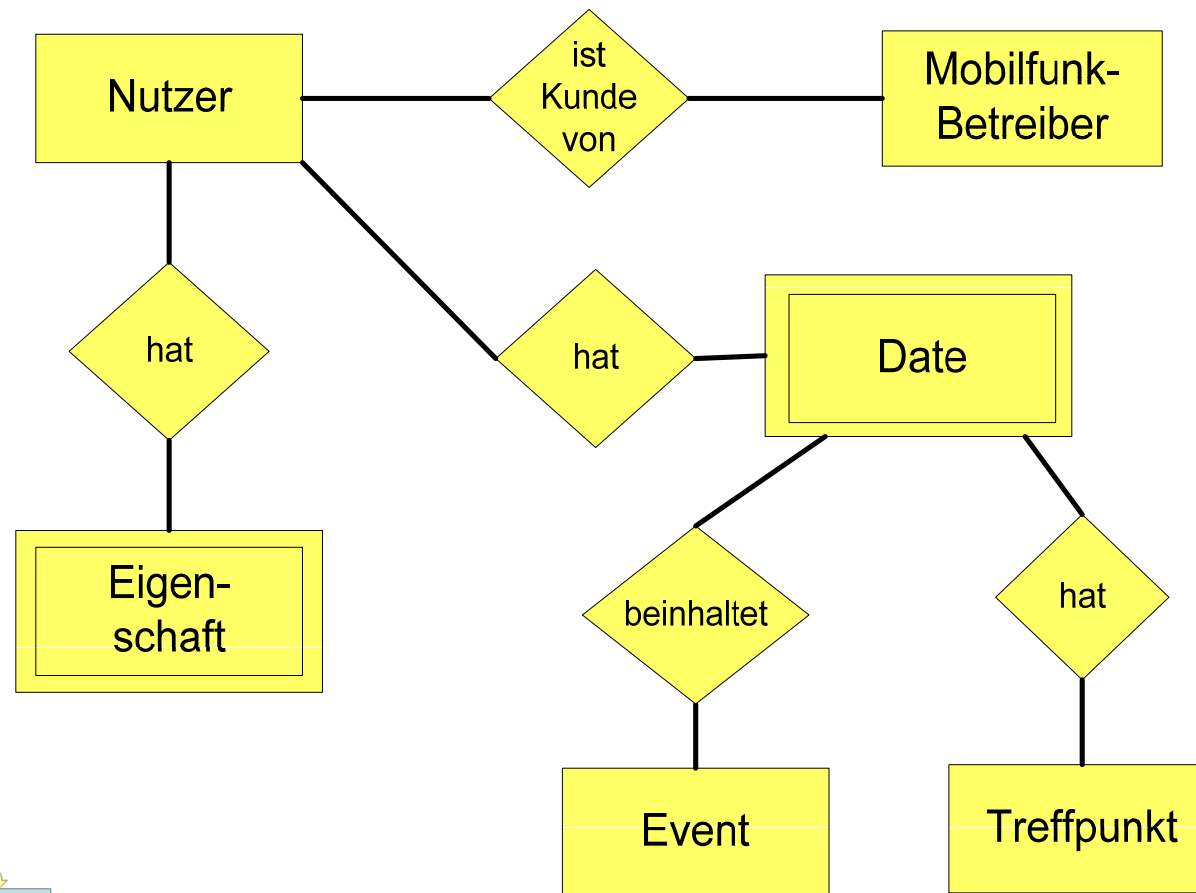 Nutzer
ist
Kunde
von
Mobilfunk-
Betreiber
hat
hat
Date
Eigen-
schaft
beinhaltet
hat
Event
Treffpunkt